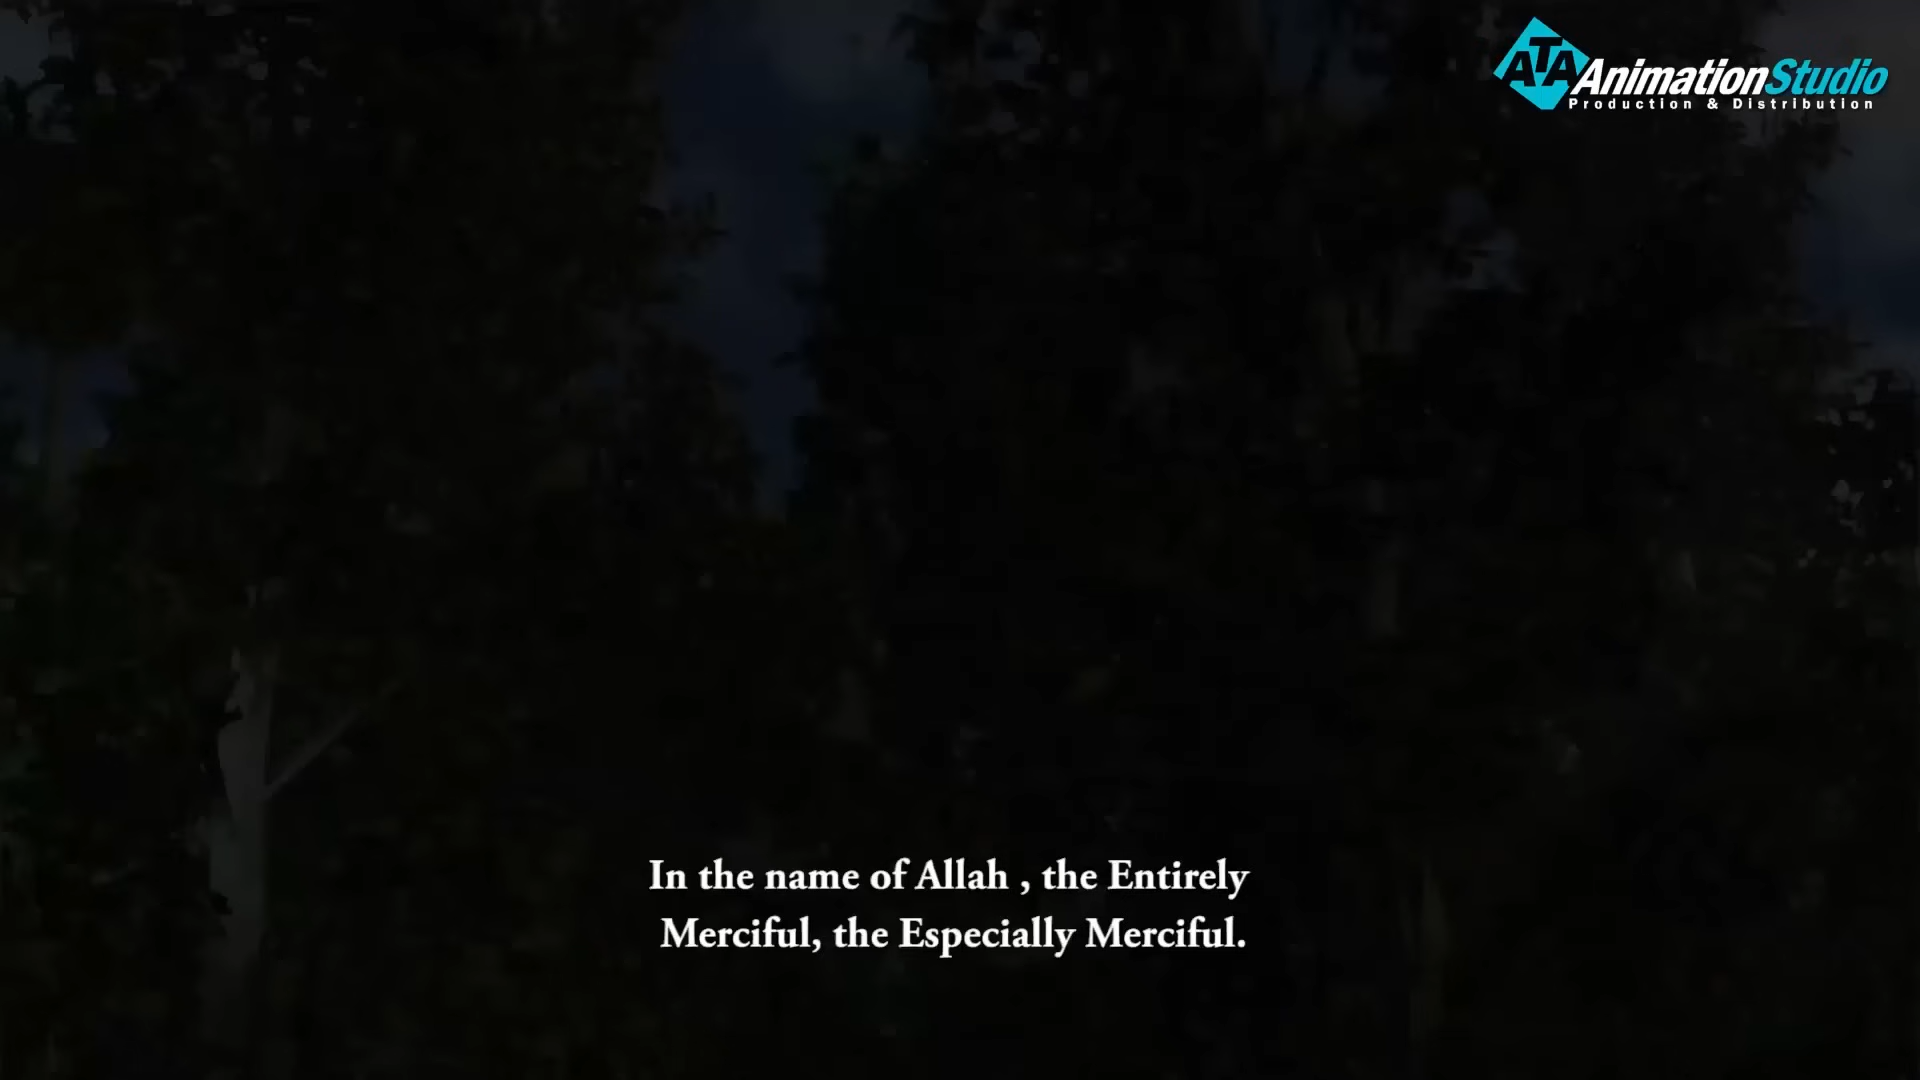 ATA AnimationStudio
Production & Distribution
In the name of Allah , the Entirely
Merciful, the Especially Merciful.